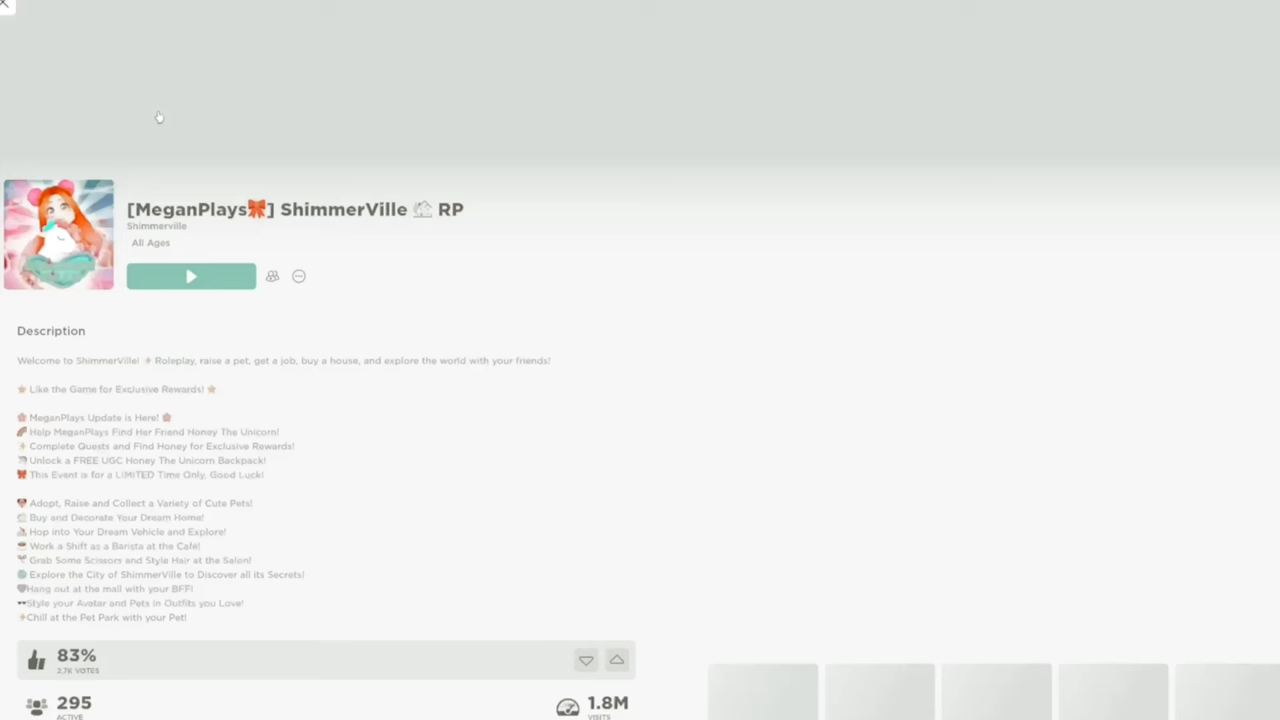 [MeganPlays🎀] ShimmerVille 🏠 RP
Shimmerville
All Ages
Description
Welcome to ShimmerVille! ✨ Roleplay, raise a pet, get a job, buy a house, and explore the world with your friends!
⭐ Like the Game for Exclusive Rewards! ⭐
🌸 MeganPlays Update is Here! 🌸
🌈 Help MeganPlays Find Her Friend Honey The Unicorn!
✨ Complete Quests and Find Honey for Exclusive Rewards!
🦄 Unlock a FREE UGC Honey The Unicorn Backpack!
🎀 This Event is for a LIMITED Time Only, Good Luck!
🐶 Adopt, Raise and Collect a Variety of Cute Pets!
🏠 Buy and Decorate Your Dream Home!
🚗 Hop into Your Dream Vehicle and Explore!
☕ Work a Shift as a Barista at the Café!
✂️ Grab Some Scissors and Style Hair at the Salon!
🌎 Explore the City of ShimmerVille to Discover all its Secrets!
💜Hang out at the mall with your BFF!
🕶️Style your Avatar and Pets in Outfits you Love!
✨Chill at the Pet Park with your Pet!
83%
2.7K VOTES
295
ACTIVE
1.8M
VISITS